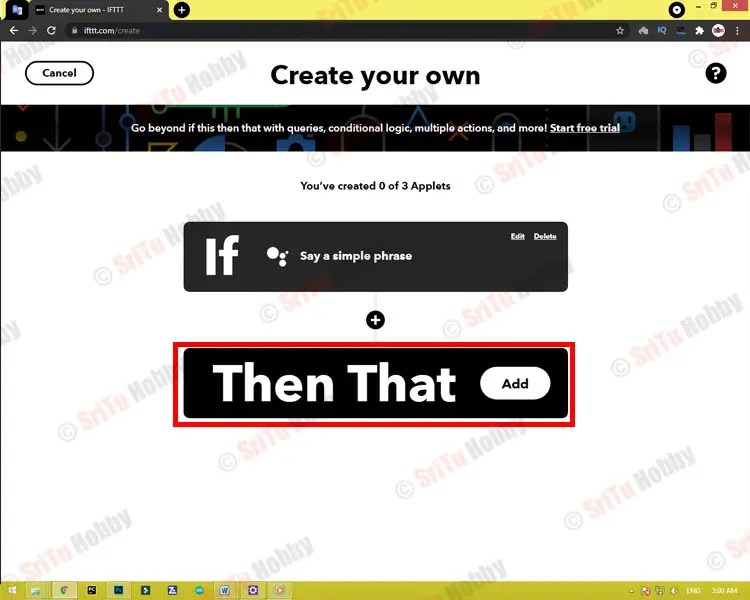 Create your own - IFTTT
ifttt.com/create
Cancel
Create your own
?
Go beyond if this then that with queries, conditional logic, multiple actions, and more! Start free trial
You've created 0 of 3 Applets
If
Say a simple phrase
Edit
Delete
Then That
Add
© SriTu Hobby
ENG
3:00 AM